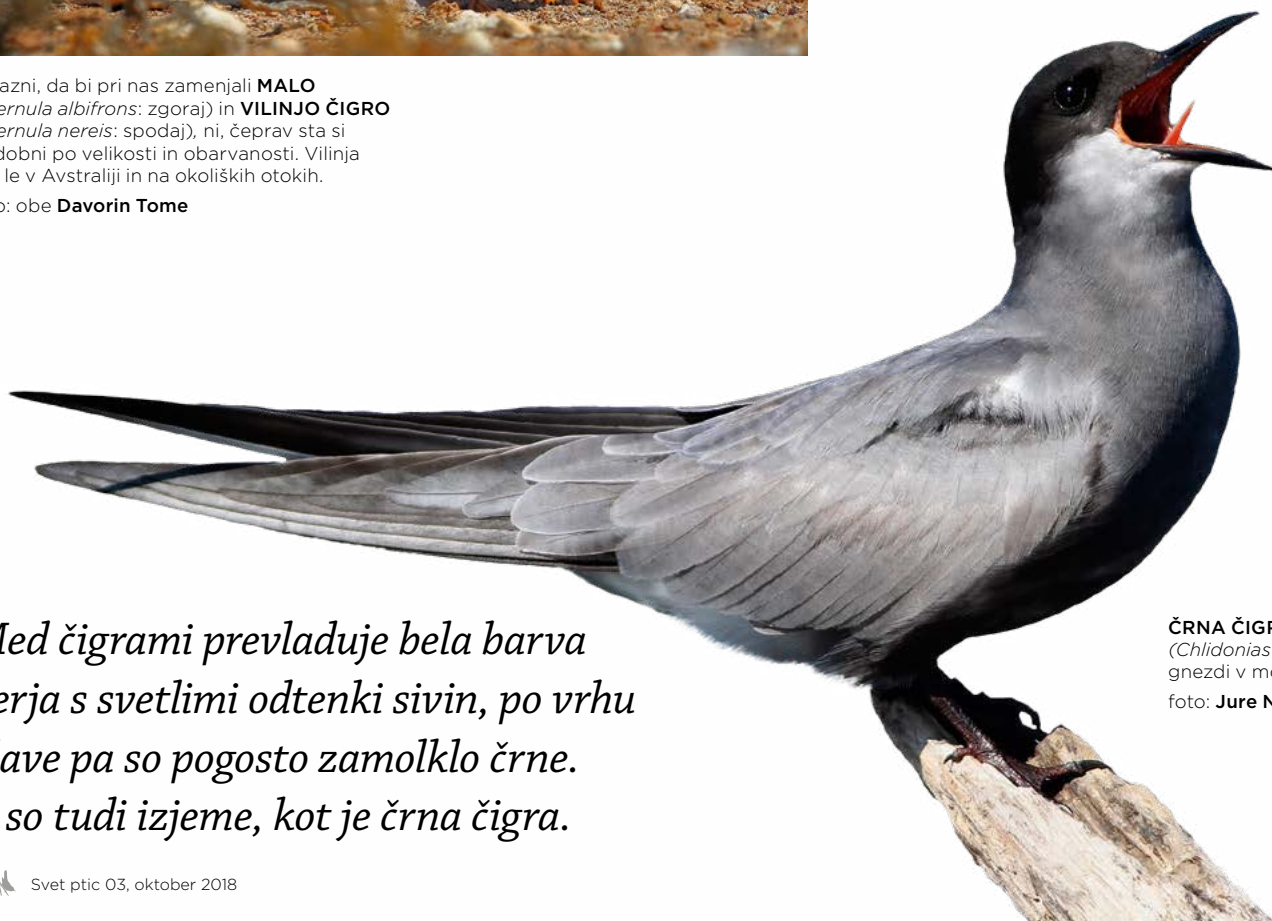 azni, da bi pri nas zamenjali MALO
ernula albifrons: zgoraj) in VILINJO ČIGRO
ernula nereis: spodaj), ni, čeprav sta si
dobni po velikosti in obarvanosti. Vilinja
le v Avstraliji in na okoliških otokih.
o: obe Davorin Tome
ČRNA ČIGR
(Chlidonias
gnezdi v m
foto: Jure N
Med čigrami prevladuje bela barva
erja s svetlimi odtenki sivin, po vrhu
ave pa so pogosto zamolklo črne.
so tudi izjeme, kot je črna čigra.
Svet ptic 03, oktober 2018